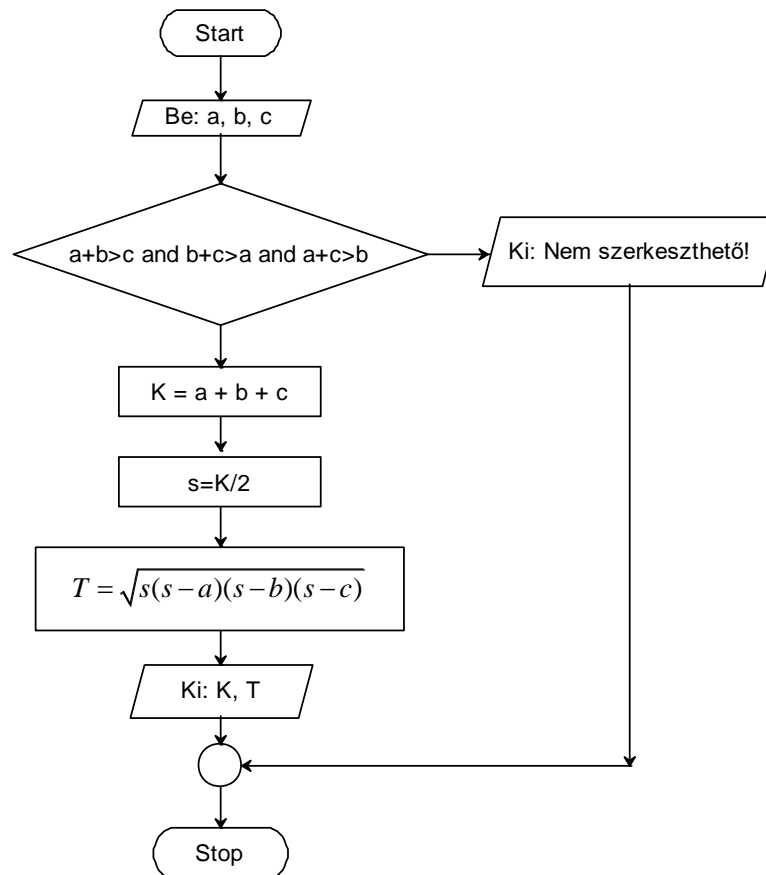 Start
Be: a, b, c
a+b>c and b+c>a and a+c>b
Ki: Nem szerkeszthető!
K = a + b + c
s=K/2
T = √s(s−a)(s−b)(s−c)
Ki: K, T
Stop